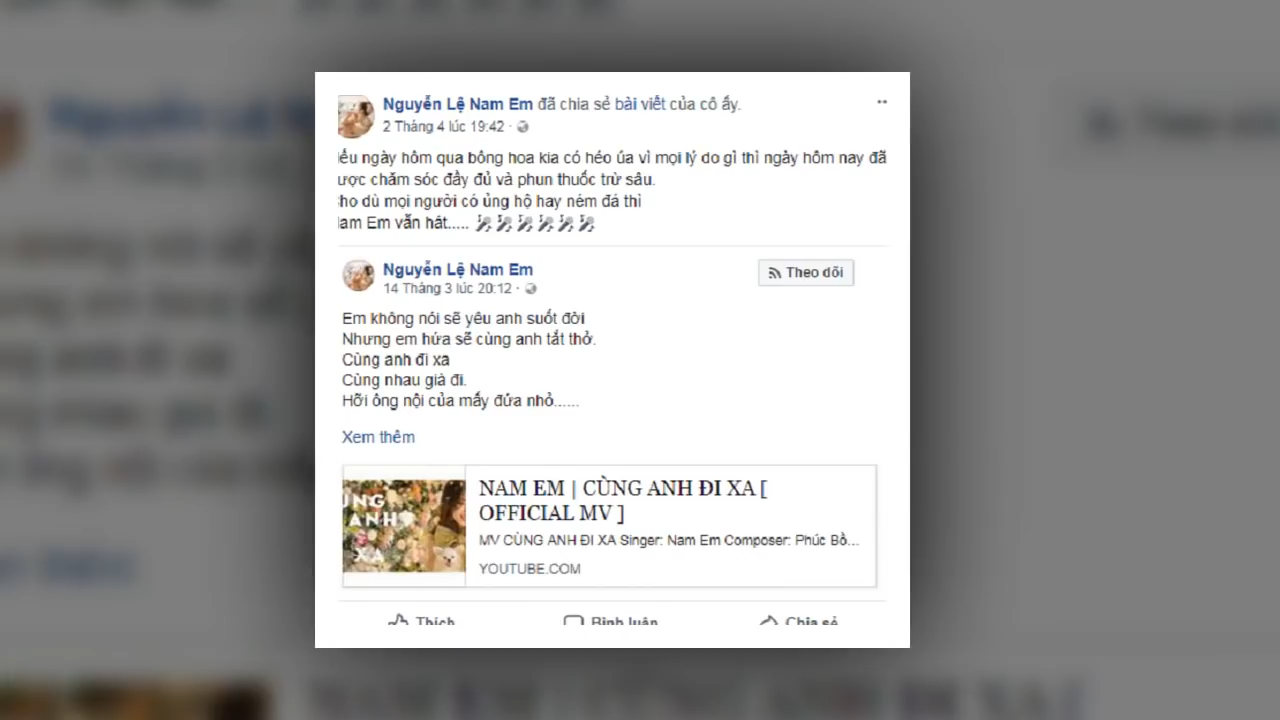 Nguyễn Lệ Nam Em đã chia sẻ bài viết của cô ấy.
2 Tháng 4 lúc 19:42 ·
iếu ngày hôm qua bông hoa kia có héo úa vì mọi lý do gì thì ngày hôm nay đã
ược chăm sóc đầy đủ và phun thuốc trừ sâu.
ho dù mọi người có ủng hộ hay ném đá thì
lam Em vẫn hát..... 🎤🎤🎤🎤🎤🎤
Nguyễn Lệ Nam Em
Theo dõi
14 Tháng 3 lúc 20:12 ·
Em không nói sẽ yêu anh suốt đời
Nhưng em hứa sẽ cùng anh tắt thở.
Cùng anh đi xa
Cùng nhau già đi.
Hỡi ông nội của mấy đứa nhỏ......
Xem thêm
UNG
ANH
XA
NAM EM | CÙNG ANH ĐI XA [
OFFICIAL MV ]
MV CÙNG ANH ĐI XA Singer: Nam Em Composer: Phúc Bồ...
YOUTUBE.COM
Thích Bình luận Chia sẻ